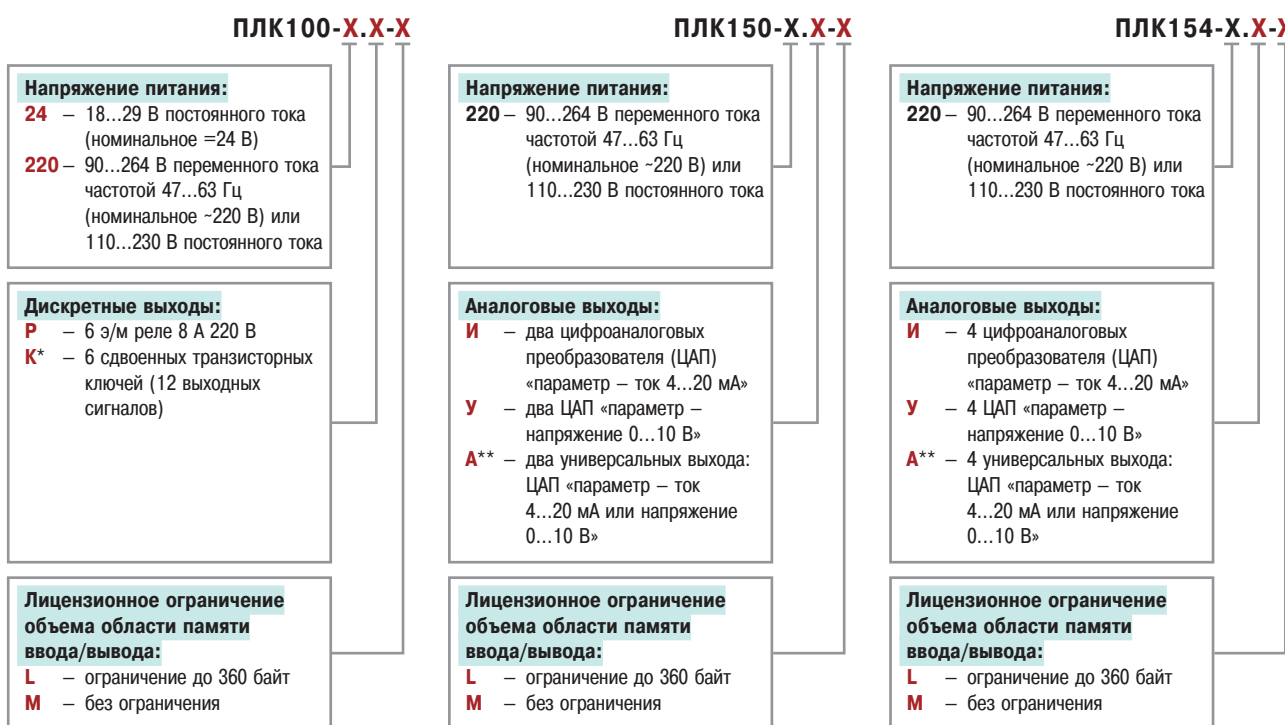 ПЛК100-Х.Х-Х
Напряжение питания:
24 – 18...29 В постоянного тока
(номинальное =24 В)
220 – 90...264 В переменного тока
частотой 47...63 Гц
(номинальное ~220 В) или
110...230 В постоянного тока
Дискретные выходы:
Р – 6 э/м реле 8 А 220 В
К* – 6 сдвоенных транзисторных
ключей (12 выходных
сигналов)
Лицензионное ограничение
объема области памяти
ввода/вывода:
L – ограничение до 360 байт
M – без ограничения
ПЛК150-Х.Х-Х
Напряжение питания:
220 – 90...264 В переменного тока
частотой 47...63 Гц
(номинальное ~220 В) или
110...230 В постоянного тока
Аналоговые выходы:
И – два цифроаналоговых
преобразователя (ЦАП)
«параметр – ток 4...20 мА»
У – два ЦАП «параметр –
напряжение 0...10 В»
А** – два универсальных выхода:
ЦАП «параметр – ток
4...20 мА или напряжение
0...10 В»
Лицензионное ограничение
объема области памяти
ввода/вывода:
L – ограничение до 360 байт
M – без ограничения
ПЛК154-Х.Х-Х
Напряжение питания:
220 – 90...264 В переменного тока
частотой 47...63 Гц
(номинальное ~220 В) или
110...230 В постоянного тока
Аналоговые выходы:
И – 4 цифроаналоговых
преобразователя (ЦАП)
«параметр – ток 4...20 мА»
У – 4 ЦАП «параметр –
напряжение 0...10 В»
А** – 4 универсальных выхода:
ЦАП «параметр – ток
4...20 мА или напряжение
0...10 В»
Лицензионное ограничение
объема области памяти
ввода/вывода:
L – ограничение до 360 байт
M – без ограничения